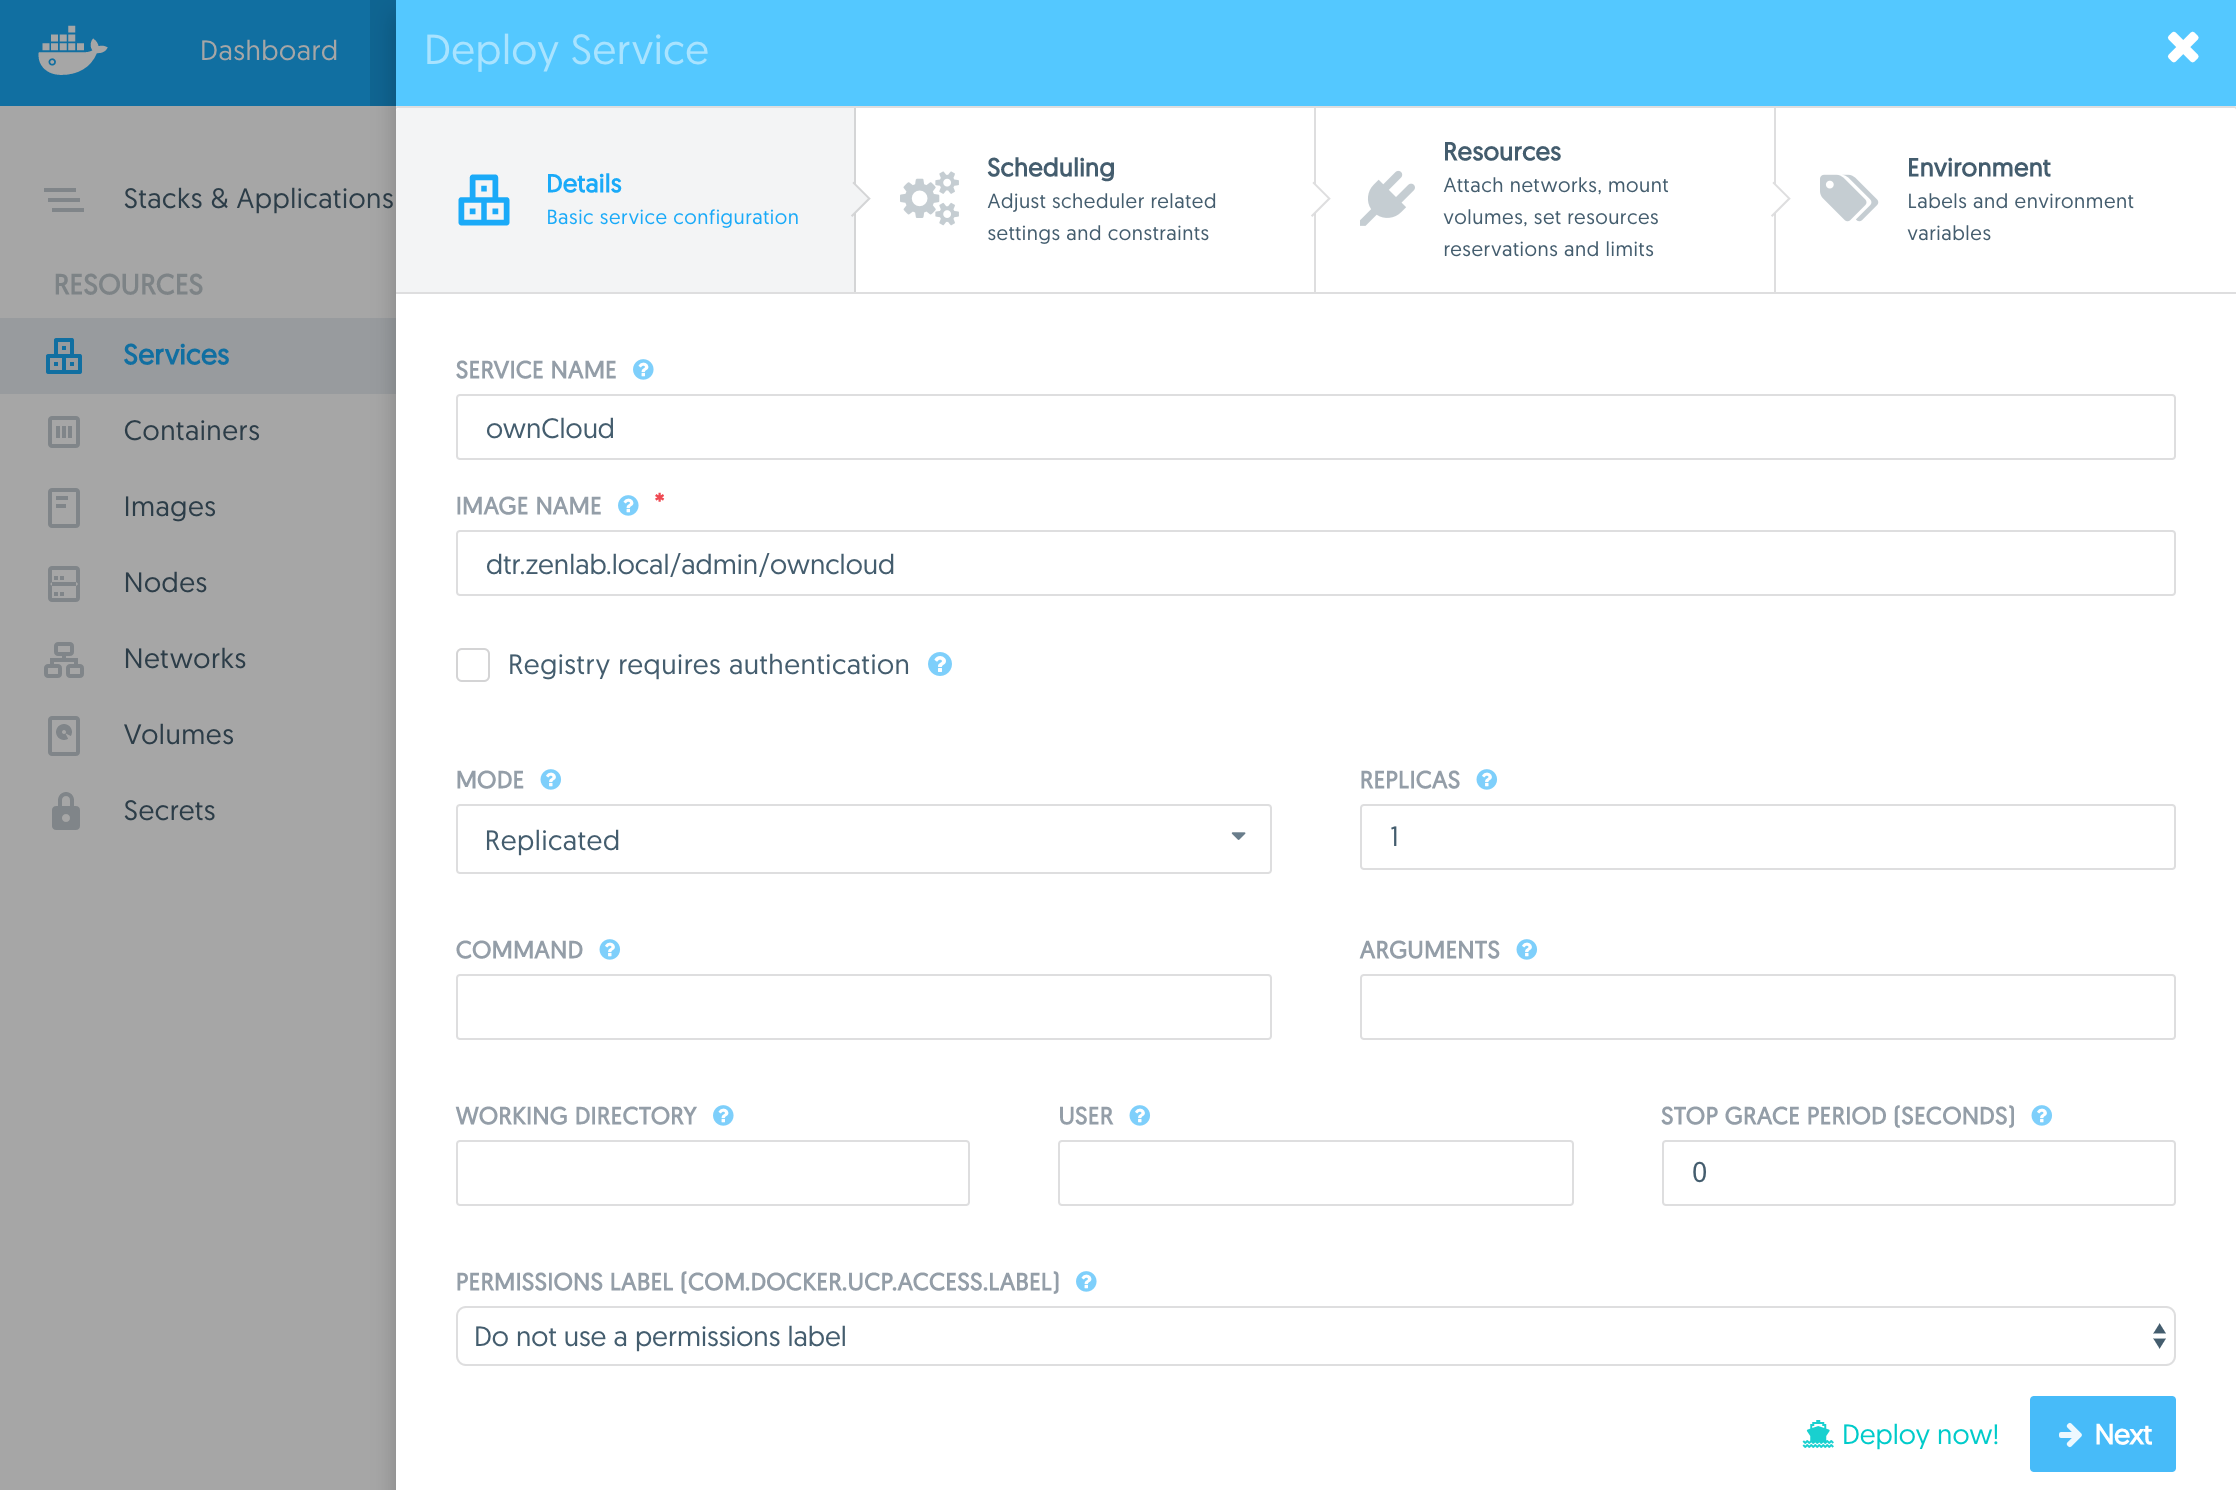 Dashboard
Deploy Service
Stacks & Applications
RESOURCES
Services
Containers
Images
Nodes
Networks
Volumes
Secrets
Details
Basic service configuration
Scheduling
Adjust scheduler related
settings and constraints
Resources
Attach networks, mount
volumes, set resources
reservations and limits
Environment
Labels and environment
variables
SERVICE NAME ?
ownCloud
IMAGE NAME ? *
dtr.zenlab.local/admin/owncloud
Registry requires authentication ?
MODE ?
Replicated
REPLICAS ?
1
COMMAND ?
ARGUMENTS ?
WORKING DIRECTORY ?
USER ?
STOP GRACE PERIOD (SECONDS) ?
0
PERMISSIONS LABEL (COM.DOCKER.UCP.ACCESS.LABEL) ?
Do not use a permissions label
Deploy now!
Next